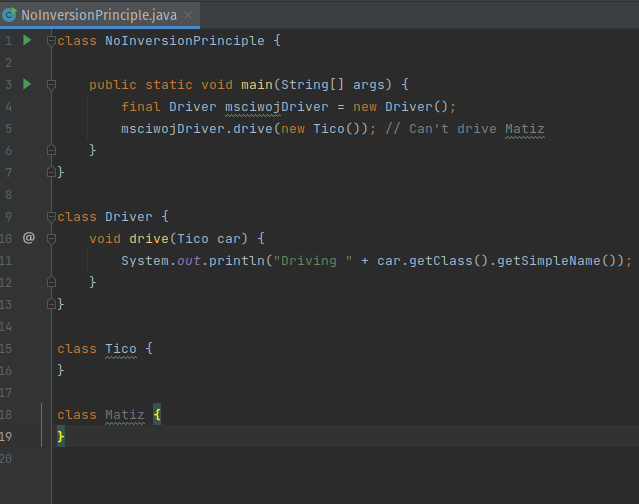 NoInversionPrinciple.java
1 class NoInversionPrinciple {
2
3     public static void main(String[] args) {
4         final Driver msciwojDriver = new Driver();
5         msciwojDriver.drive(new Tico()); // Can't drive Matiz
6     }
7 }
8
9 class Driver {
10 @     void drive(Tico car) {
11         System.out.println("Driving " + car.getClass().getSimpleName());
12     }
13 }
14
15 class Tico {
16 }
17
18 class Matiz {
19 }
20